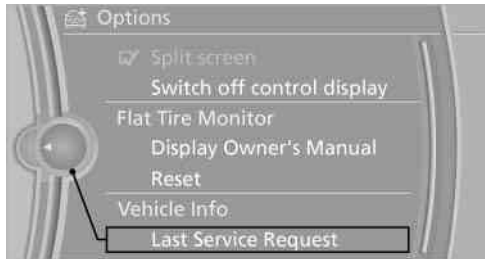 Options
Split screen
Switch off control display
Flat Tire Monitor
Display Owner's Manual
Reset
Vehicle Info
Last Service Request